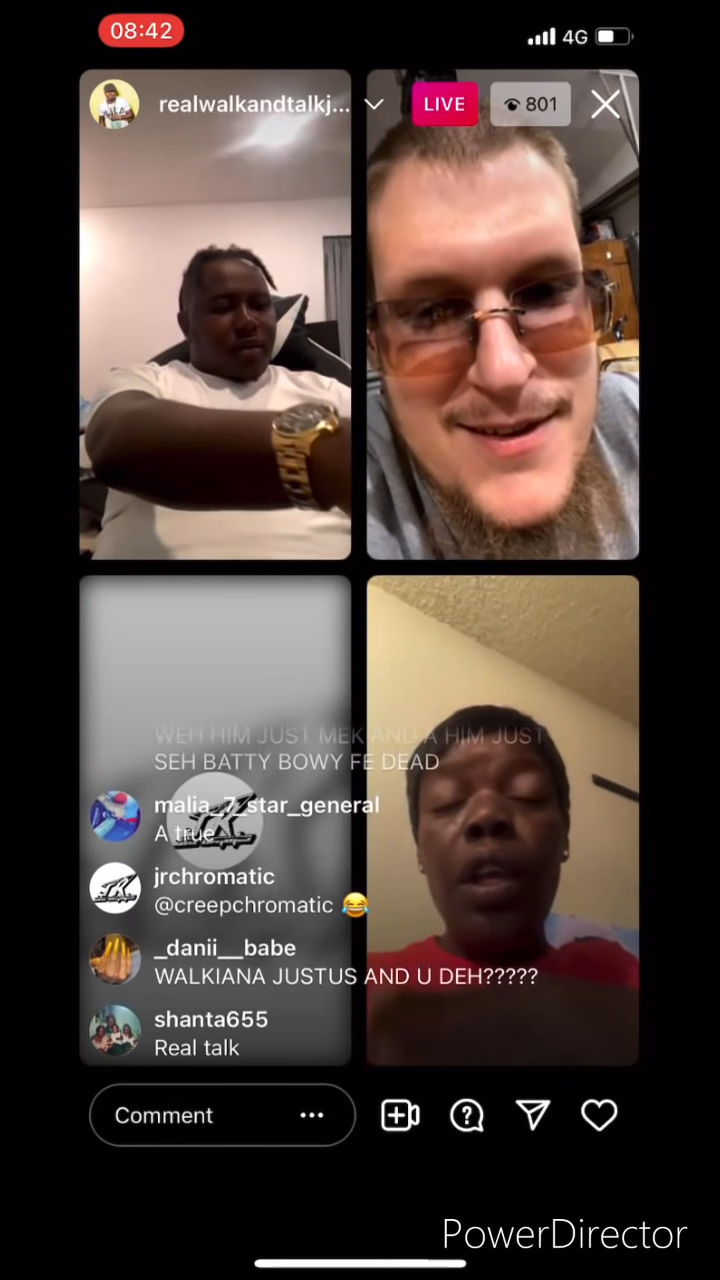 08:42
4G
realwalkandtalkj...
LIVE
801
WEH HIM JUST MEK AND A HIM JUST
SEH BATTY BOWY FE DEAD
malia_7_star_general
A true
jrchromatic
@creepchromatic 😂
_danii__babe
WALKIANA JUSTUS AND U DEH?????
shanta655
Real talk
Comment
PowerDirector